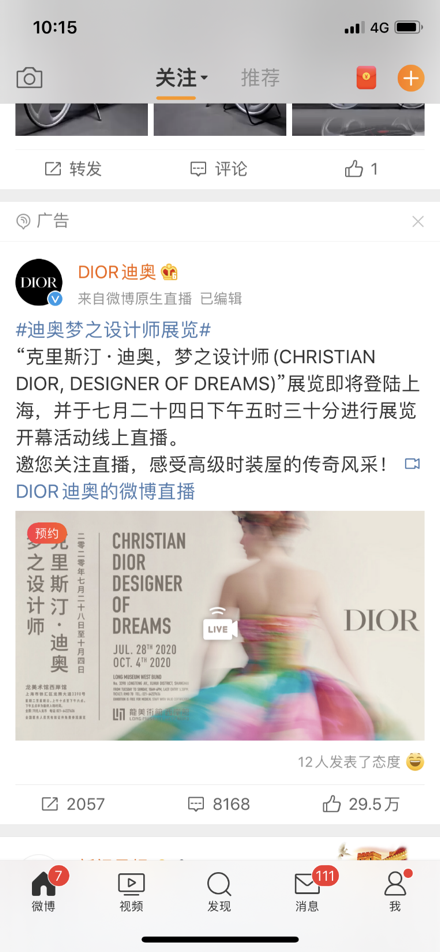 10:15
4G
关注
推荐
转发
评论
1
广告
DIOR
DIOR迪奥
来自微博原生直播 已编辑
#迪奥梦之设计师展览#
“克里斯汀·迪奥，梦之设计师(CHRISTIAN
DIOR, DESIGNER OF DREAMS)”展览即将登陆上
海，并于七月二十四日下午五时三十分进行展览
开幕活动线上直播。
邀您关注直播，感受高级时装屋的传奇风采！
DIOR迪奥的微博直播
预约
克里斯汀·迪奥
梦之设计师
二零二零年七月二十八日至十月四日
CHRISTIAN
DIOR
DESIGNER
OF
DREAMS
JUL. 28TH 2020
OCT. 4TH 2020
LONG MUSEUM WEST BUND
LIVE
DIOR
12人发表了态度
2057
8168
29.5万
7
111
微博
视频
发现
消息
我